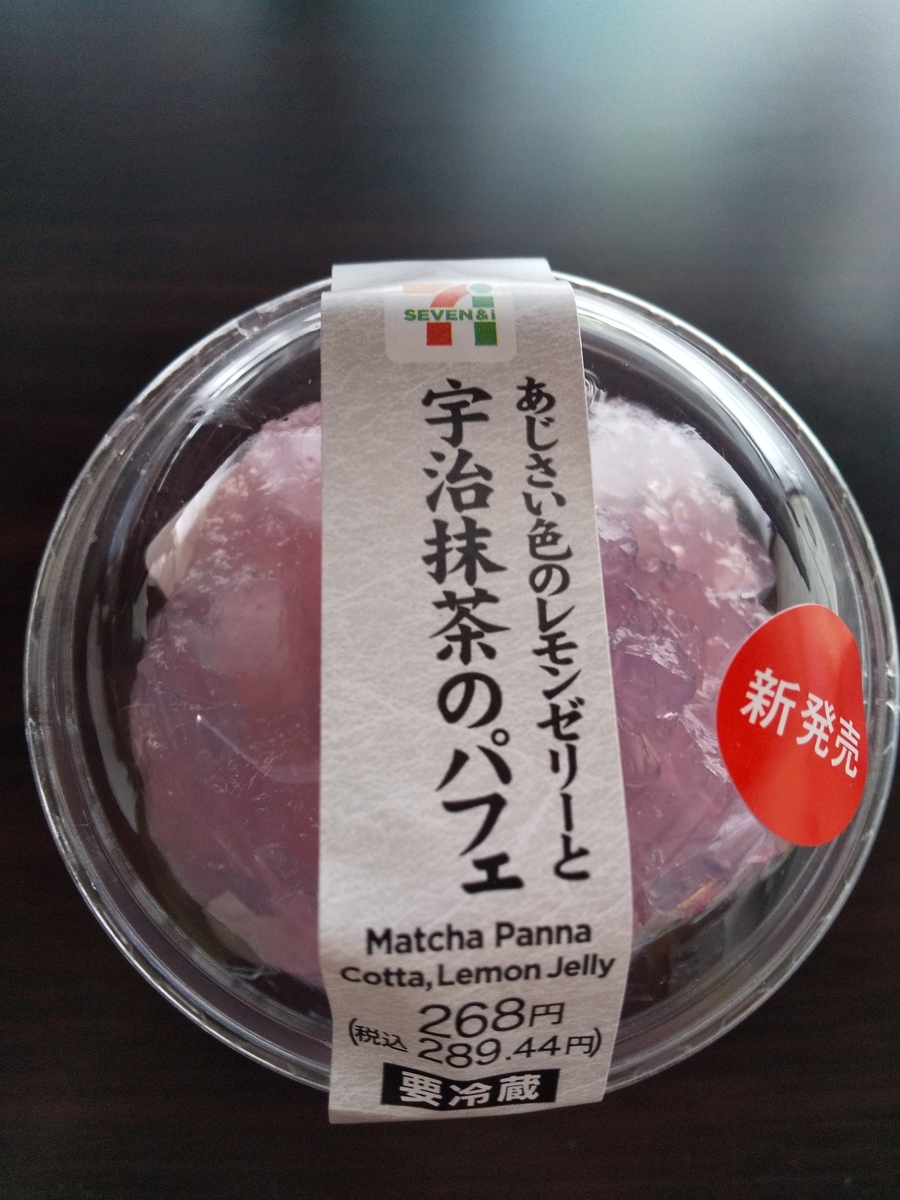 SEVEN&i
あじさい色のレモンゼリーと
宇治抹茶のパフェ
新発売
Matcha Panna
Cotta, Lemon Jelly
268円
(税込 289.44円)
要冷蔵